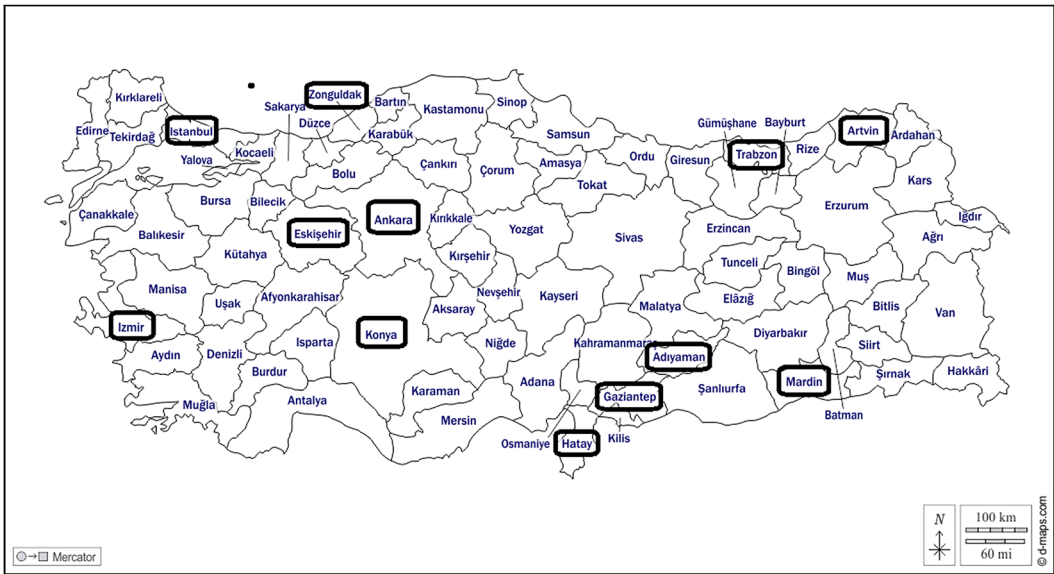 Kırklareli
Edirne
Tekirdağ
Istanbul
Yalova
Kocaeli
Sakarya
Düzce
Zonguldak
Bartın
Karabük
Kastamonu
Sinop
Samsun
Bolu
Çankırı
Çorum
Amasya
Tokat
Ordu
Giresun
Gümüşhane
Bayburt
Trabzon
Rize
Artvin
Ardahan
Kars
Iğdır
Ağrı
Erzurum
Erzincan
Çanakkale
Balıkesir
Bursa
Bilecik
Eskişehir
Ankara
Kırıkkale
Kırşehir
Yozgat
Sivas
Kütahya
Manisa
Uşak
Afyonkarahisar
Konya
Aksaray
Nevşehir
Kayseri
Malatya
Elâzığ
Tunceli
Bingöl
Muş
Bitlis
Van
Izmir
Aydın
Denizli
Isparta
Burdur
Muğla
Antalya
Karaman
Mersin
Niğde
Adana
Kahramanmaraş
Adıyaman
Gaziantep
Osmaniye
Hatay
Kilis
Şanlıurfa
Diyarbakır
Mardin
Batman
Siirt
Şırnak
Hakkâri
Mercator
N
100 km
60 mi
© d-maps.com